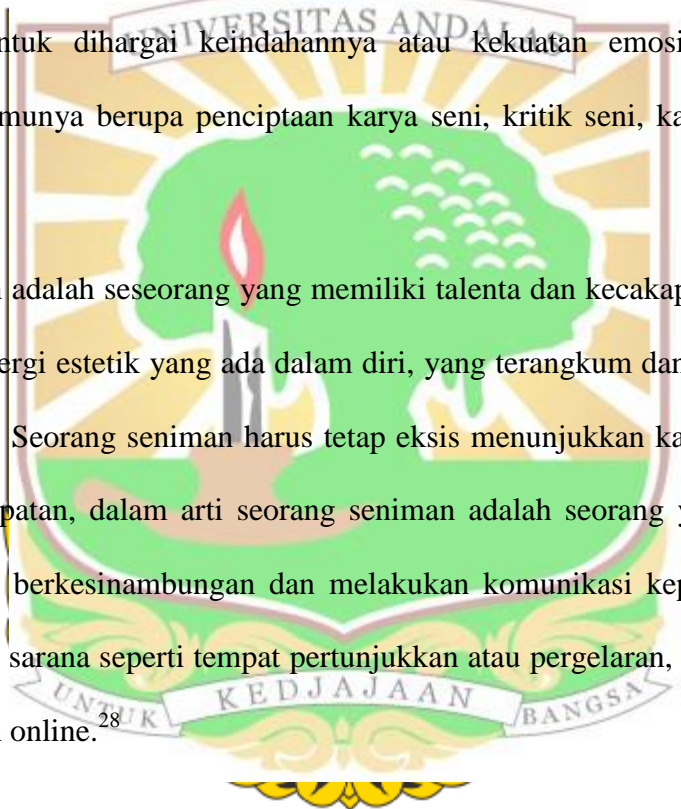 UNIVERSITAS ANDALAS
ntuk dihargai keindahannya atau kekuatan emosi
munya berupa penciptaan karya seni, kritik seni, ka
adalah seseorang yang memiliki talenta dan kecakap
ergi estetik yang ada dalam diri, yang terangkum dan
Seorang seniman harus tetap eksis menunjukkan ka
patan, dalam arti seorang seniman adalah seorang y
berkesinambungan dan melakukan komunikasi kep
sarana seperti tempat pertunjukkan atau pergelaran,
online.28
UNTUK KEDJAJAAN BANGSA